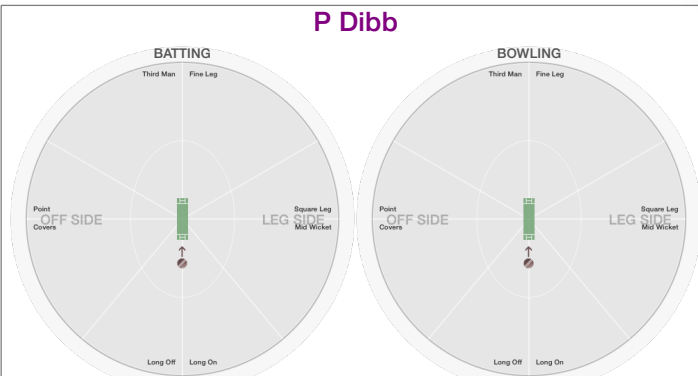 P Dibb
BATTING
Third Man
Fine Leg
Point
OFF SIDE
Covers
Square Leg
LEG SIDE
Mid Wicket
Long Off
Long On
BOWLING
Third Man
Fine Leg
Point
OFF SIDE
Covers
Square Leg
LEG SIDE
Mid Wicket
Long Off
Long On